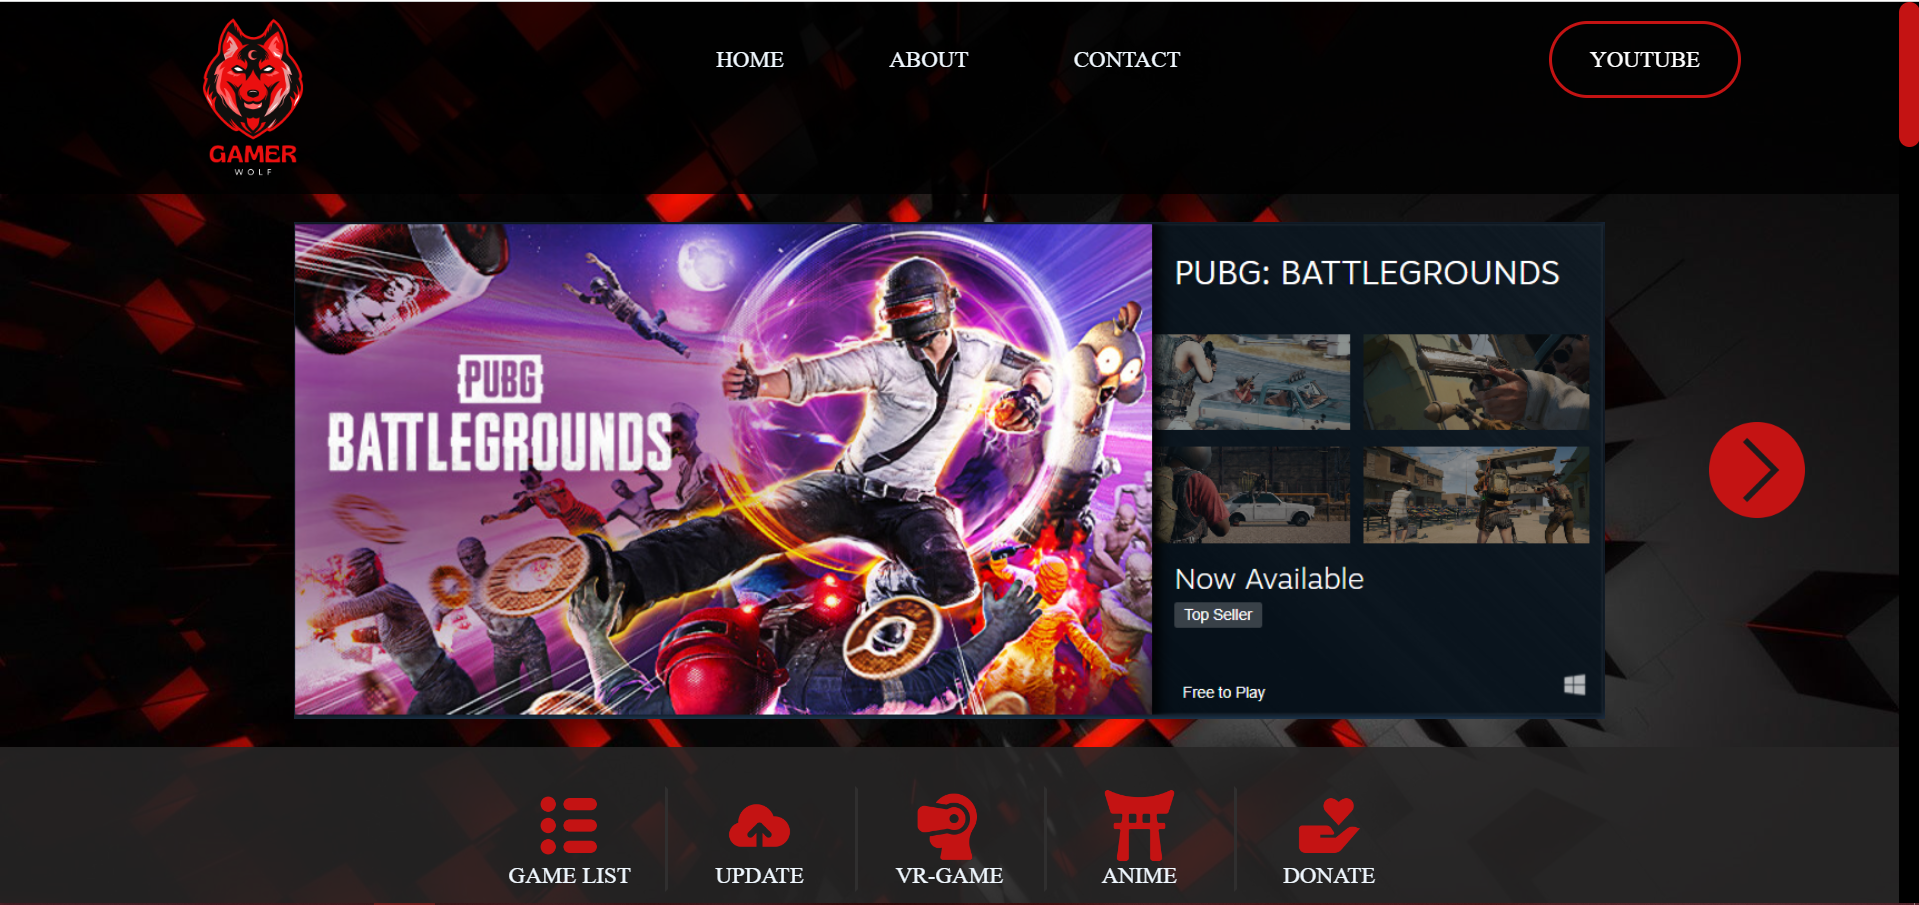 GAMER
WOLF
HOME
ABOUT
CONTACT
YOUTUBE
PUBG
BATTLEGROUNDS
PUBG: BATTLEGROUNDS
Now Available
Top Seller
Free to Play
GAME LIST
UPDATE
VR-GAME
ANIME
DONATE